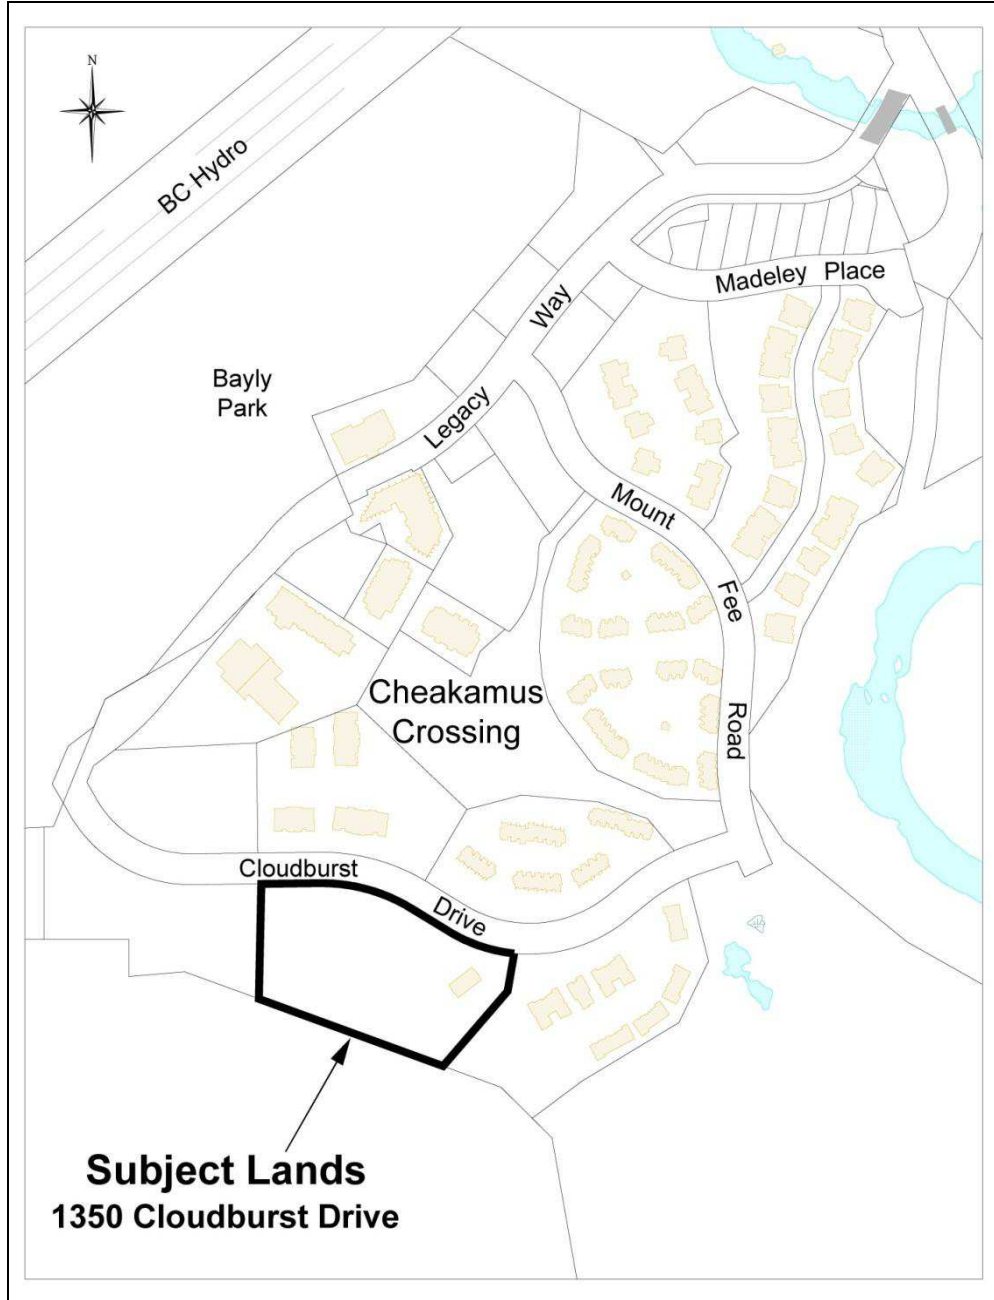 N
BC Hydro
Madeley Place
Way
Bayly
Park
Legacy
Mount
Fee
Road
Cheakamus
Crossing
Cloudburst
Drive
Subject Lands
1350 Cloudburst Drive